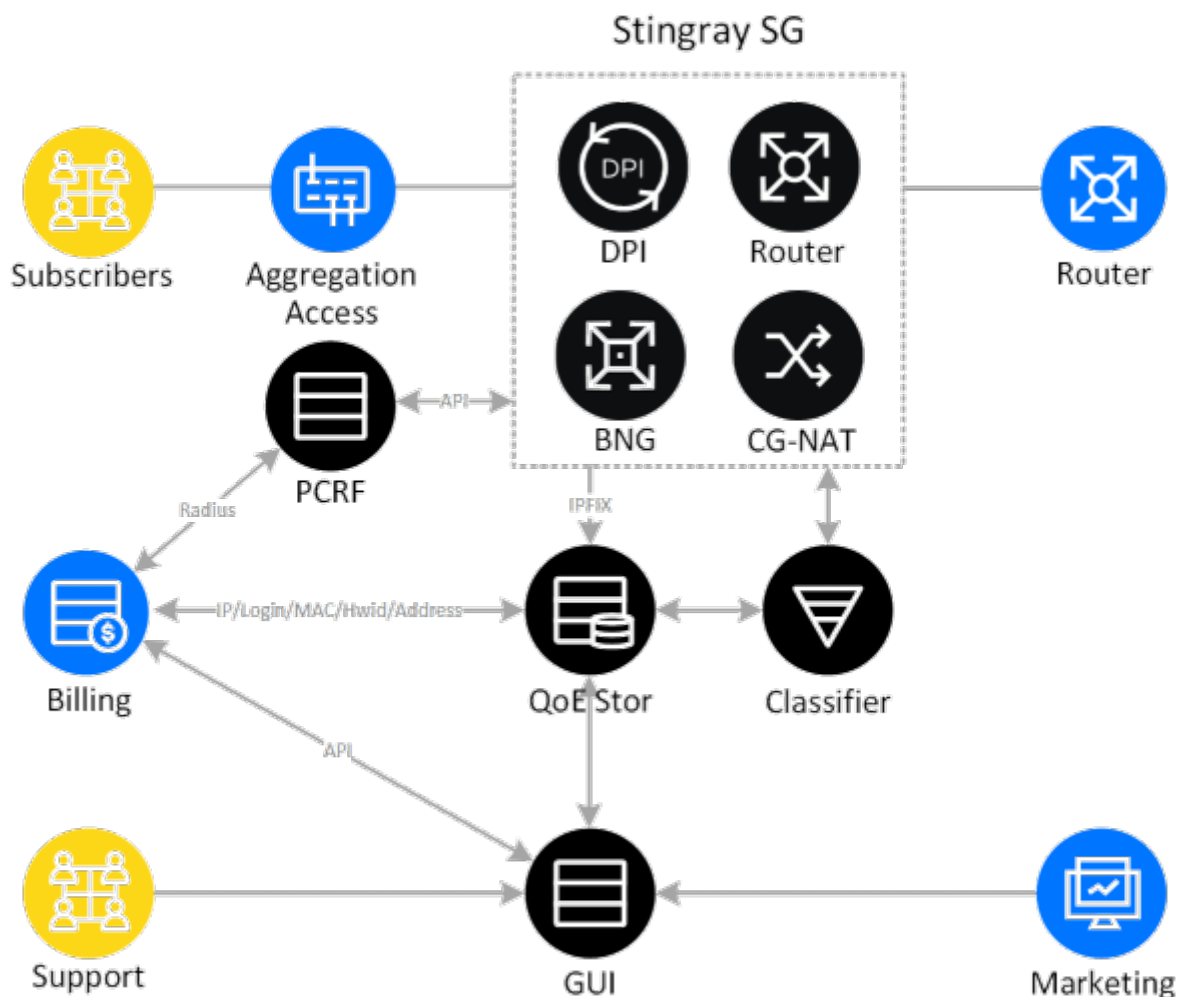 Stingray SG
DPI
DPI
Router
Subscribers
Aggregation
Access
Router
BNG
CG-NAT
API
PCRF
Radius
IPFIX
IP/Login/MAC/Hwid/Address
$
Billing
QoE Stor
Classifier
API
Support
GUI
Marketing